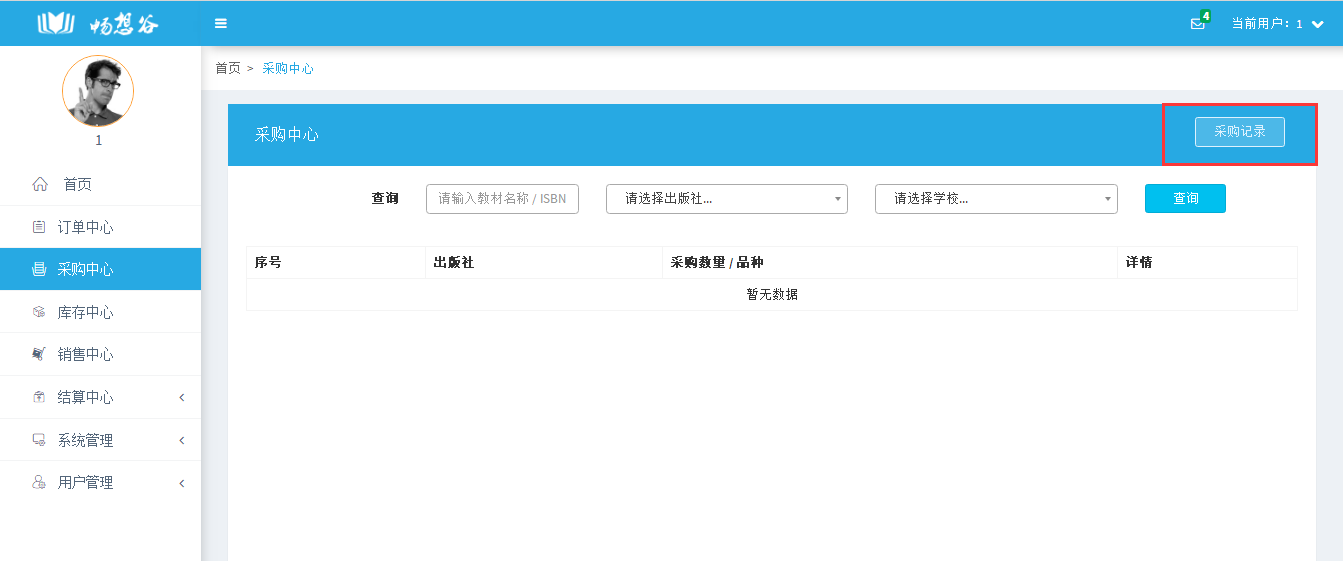 畅想谷
4
当前用户：1
首页 > 采购中心
1
首页
订单中心
采购中心
库存中心
销售中心
结算中心
系统管理
用户管理
采购中心
采购记录
查询 请输入教材名称 / ISBN 请选择出版社... 请选择学校... 查询
序号 出版社 采购数量 / 品种 详情
暂无数据